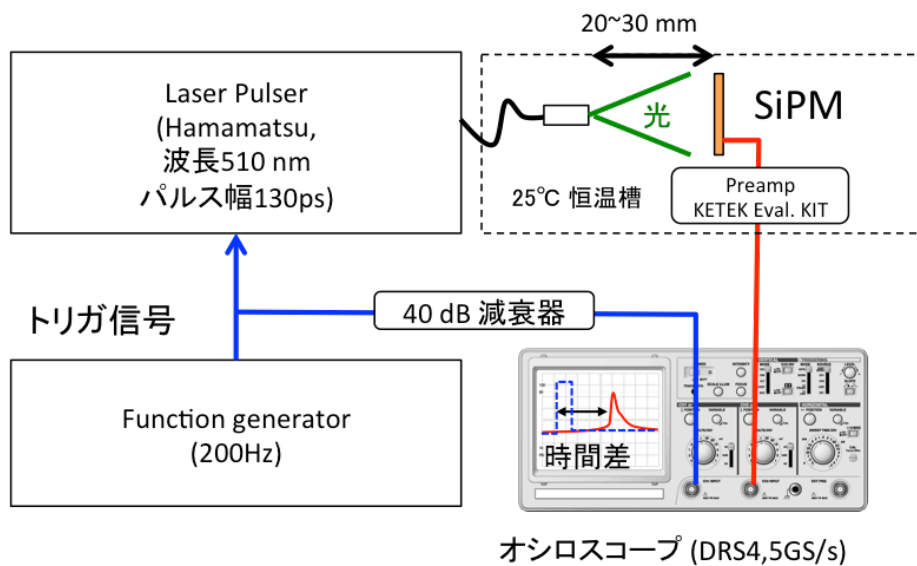 20~30 mm
Laser Pulser
(Hamamatsu,
波長510 nm
パルス幅130ps)
光
SiPM
25℃ 恒温槽
Preamp
KETEK Eval. KIT
トリガ信号
40 dB 減衰器
Function generator
(200Hz)
時間差
オシロスコープ (DRS4,5GS/s)